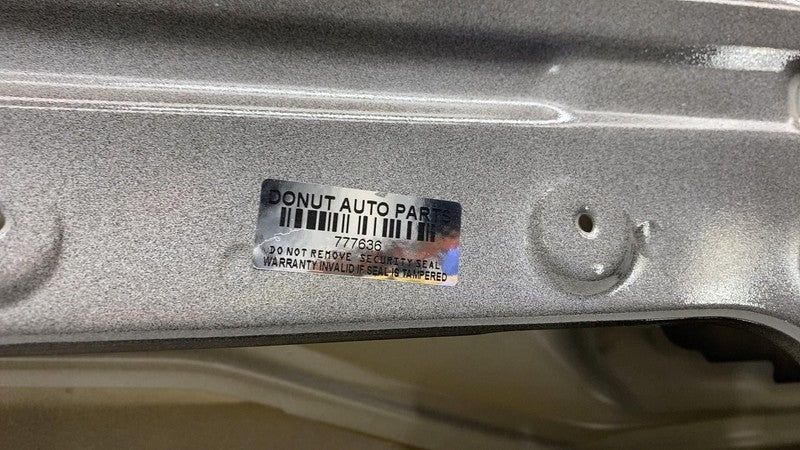 DONUT AUTO PARTS
777636
DO NOT REMOVE SECURITY SEAL
WARRANTY INVALID IF SEAL IS TAMPERED